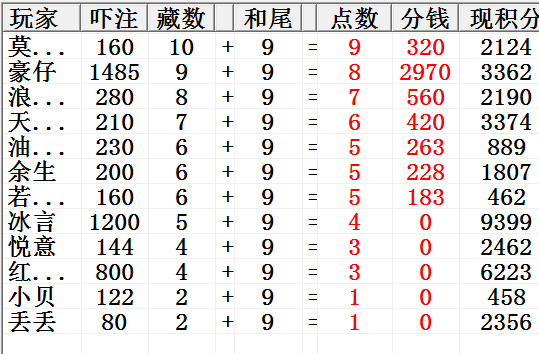 玩家 吓注 藏数 和尾 点数 分钱 现积分
莫... 160 10 + 9 = 9 320 2124
豪仔 1485 9 + 9 = 8 2970 3362
浪... 280 8 + 9 = 7 560 2190
天... 210 7 + 9 = 6 420 3374
油... 230 6 + 9 = 5 263 889
余生 200 6 + 9 = 5 228 1807
若... 160 6 + 9 = 5 183 462
冰言 1200 5 + 9 = 4 0 9399
悦意 144 4 + 9 = 3 0 2462
红... 800 4 + 9 = 3 0 6223
小贝 122 2 + 9 = 1 0 458
丢丢 80 2 + 9 = 1 0 2356